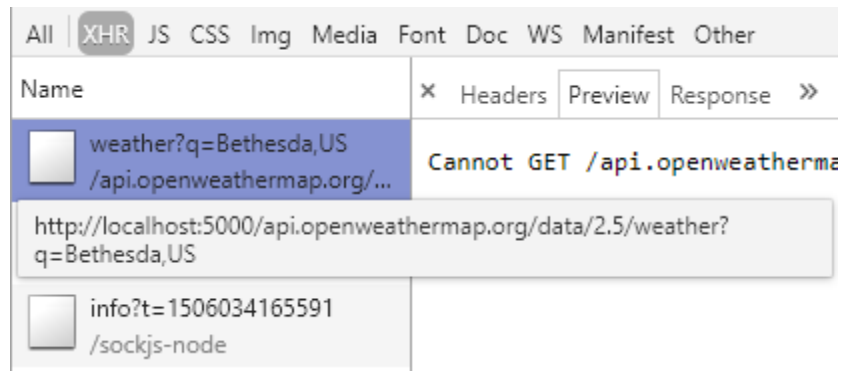 All XHR JS CSS Img Media Font Doc WS Manifest Other
Name
× Headers Preview Response »
weather?q=Bethesda,US
/api.openweathermap.org/...
Cannot GET /api.openweatherma
http://localhost:5000/api.openweathermap.org/data/2.5/weather?
q=Bethesda,US
info?t=1506034165591
/sockjs-node